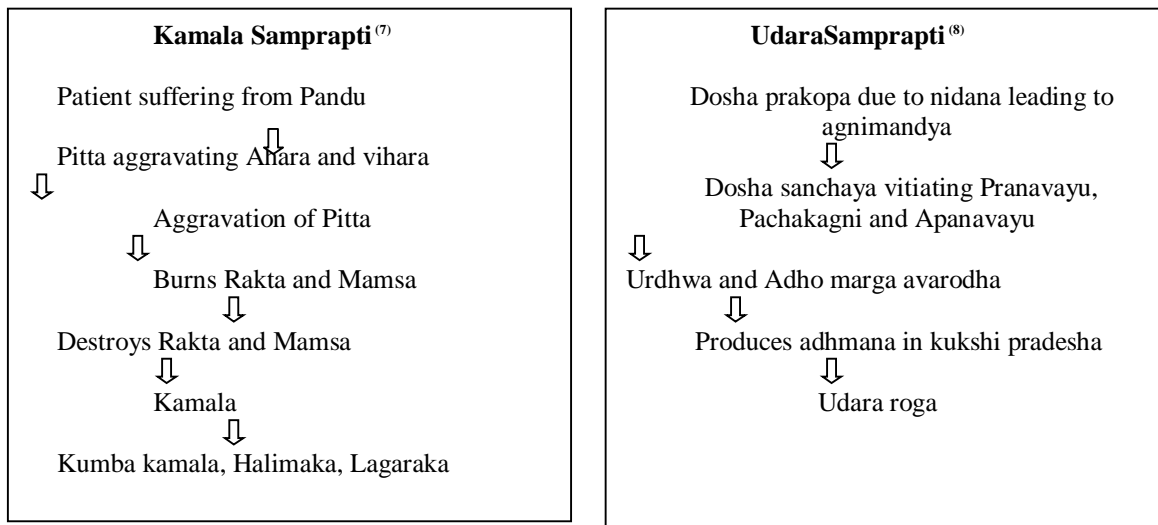 Kamala Samprapti (7)
Patient suffering from Pandu
Pitta aggravating Ahara and vihara
Aggravation of Pitta
Burns Rakta and Mamsa
Destroys Rakta and Mamsa
Kamala
Kumba kamala, Halimaka, Lagaraka
UdaraSamprapti (8)
Dosha prakopa due to nidana leading to
agnimandya
Dosha sanchaya vitiating Pranavayu,
Pachakagni and Apanavayu
Urdhwa and Adho marga avarodha
Produces adhmana in kukshi pradesha
Udara roga